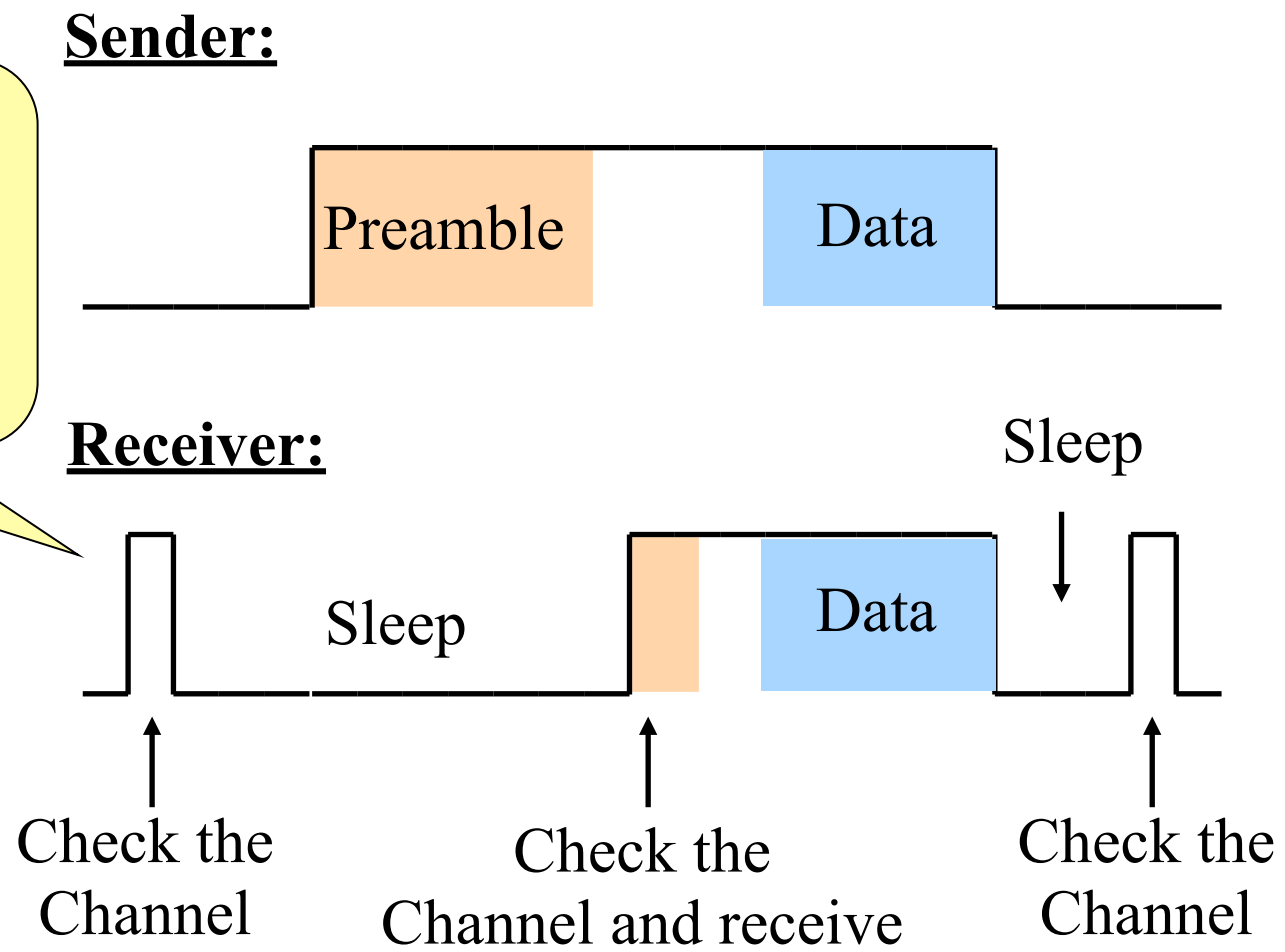 Sender:
Preamble
Data
Receiver:
Sleep
Sleep
Data
Check the
Channel
Check the
Channel and receive
Check the
Channel